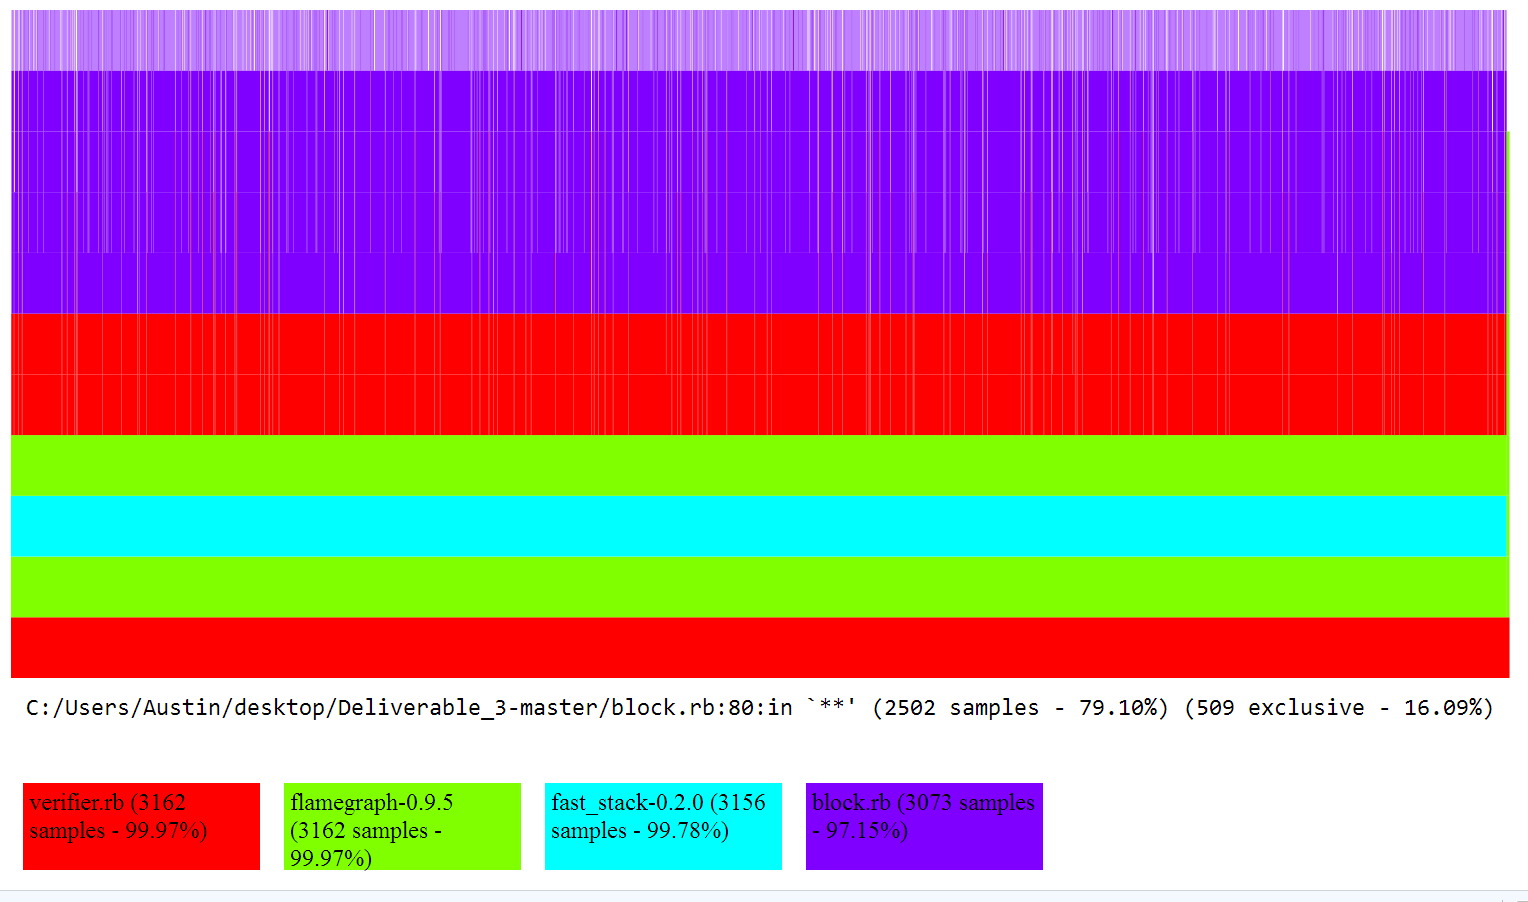 C:/Users/Austin/desktop/Deliverable_3-master/block.rb:80:in `**' (2502 samples - 79.10%) (509 exclusive - 16.09%)
verifier.rb (3162
samples - 99.97%)
flamegraph-0.9.5
(3162 samples -
99.97%)
fast_stack-0.2.0 (3156
samples - 99.78%)
block.rb (3073 samples
- 97.15%)